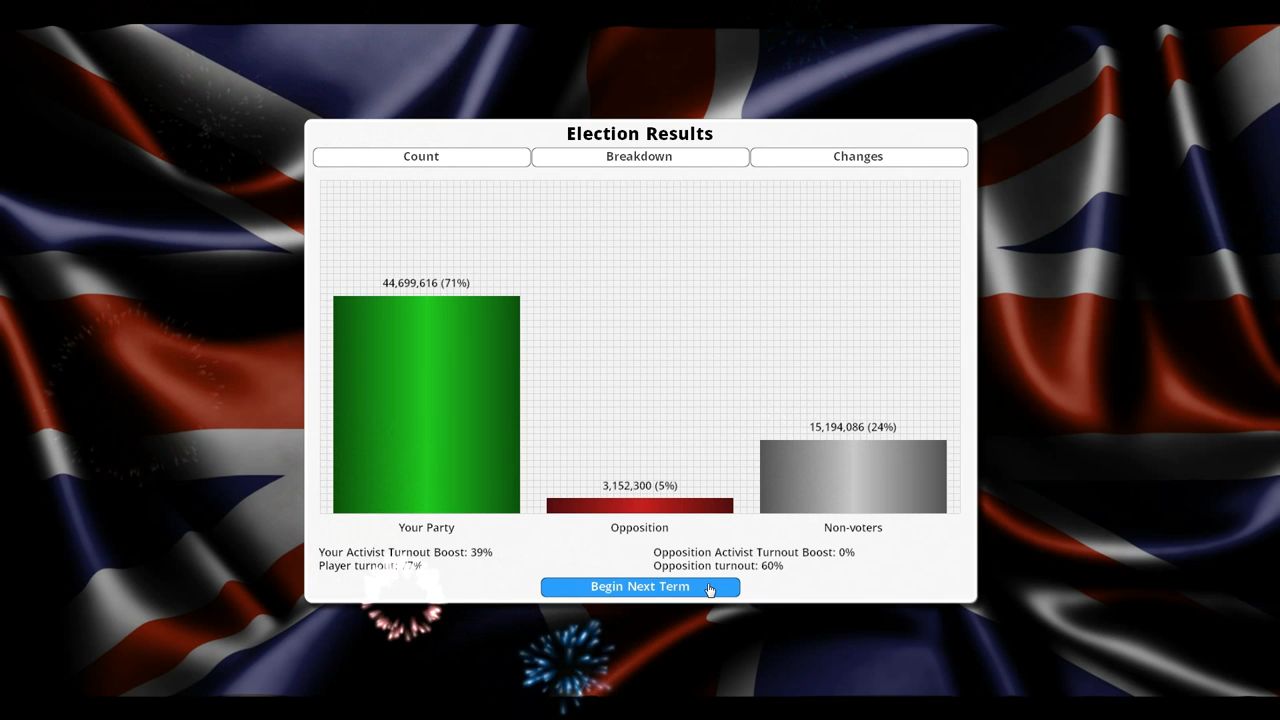 Election Results
Count Breakdown Changes
44,699,616 (71%)
15,194,086 (24%)
3,152,300 (5%)
Your Party Opposition Non-voters
Your Activist Turnout Boost: 39% Opposition Activist Turnout Boost: 0%
Player turnout: Opposition turnout: 60%
Begin Next Term